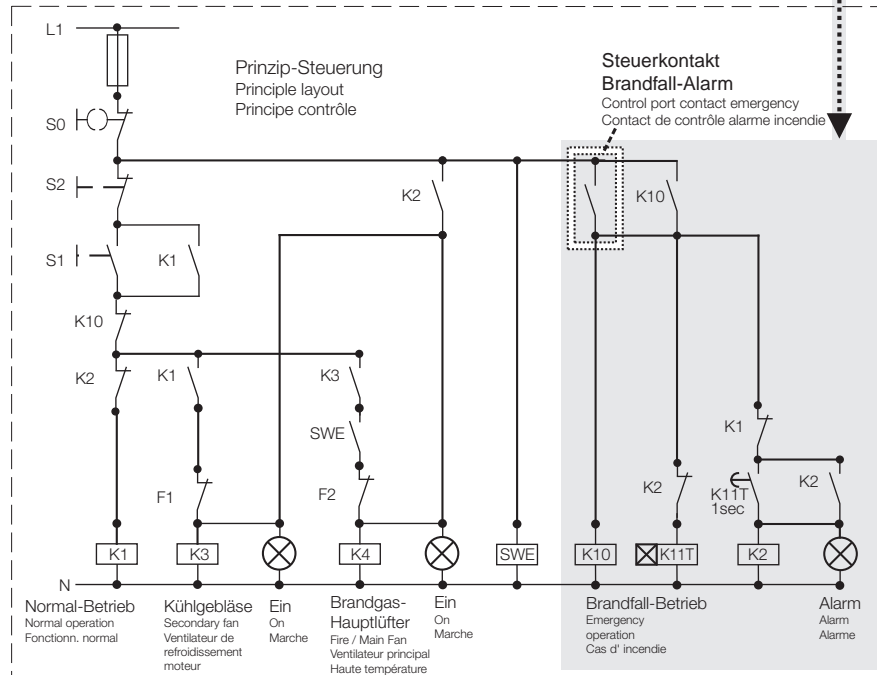 L1
Prinzip-Steuerung
Principle layout
Principe contrôle
Steuerkontakt
Brandfall-Alarm
Control port contact emergency
Contact de contrôle alarme incendie
S0
S2
K2
K10
S1
K1
K10
K2
K1
K3
K1
SWE
F1
F2
K2
K11T
1sec
K2
K1
K3
K4
SWE
K10
K11T
K2
N
Normal-Betrieb
Normal operation
Fonctionn. normal
Kühlgebläse
Secondary fan
Ventilateur de
refroidissement
moteur
Ein
On
Marche
Brandgas-
Hauptlüfter
Fire / Main Fan
Ventilateur principal
Haute température
Ein
On
Marche
Brandfall-Betrieb
Emergency
operation
Cas d' incendie
Alarm
Alarm
Alarme